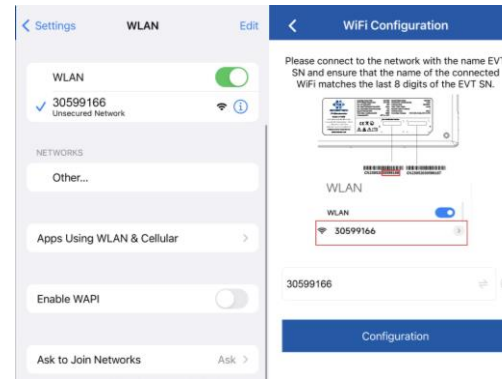 Settings
WLAN
Edit
WLAN
30599166
Unsecured Network
NETWORKS
Other...
Apps Using WLAN & Cellular
Enable WAPI
Ask to Join Networks
Ask
WiFi Configuration
Please connect to the network with the name EVT
SN and ensure that the name of the connected
WiFi matches the last 8 digits of the EVT SN.
WLAN
WLAN
30599166
30599166
Configuration